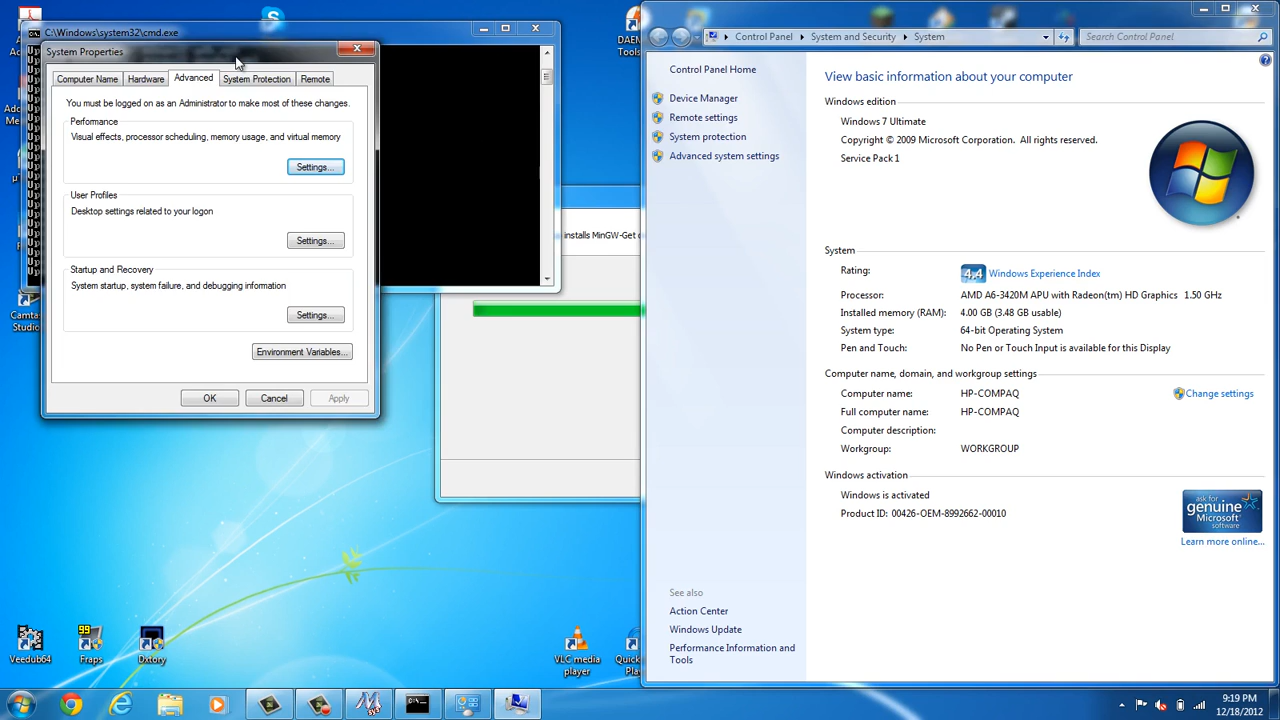 C:\Windows\system32\cmd.exe
System Properties
Computer Name
Hardware
Advanced
System Protection
Remote
You must be logged on as an Administrator to make most of these changes.
Performance
Visual effects, processor scheduling, memory usage, and virtual memory
Settings...
User Profiles
Desktop settings related to your logon
Settings...
Startup and Recovery
System startup, system failure, and debugging information
Settings...
Environment Variables...
OK
Cancel
Apply
installs MinGW-Get
DAEM
Tools
Camtas
Studio
Veedub64
99
Fraps
Dxtory
VLC media
player
Quick
Play
Control Panel
System and Security
System
Search Control Panel
Control Panel Home
Device Manager
Remote settings
System protection
Advanced system settings
See also
Action Center
Windows Update
Performance Information and
Tools
View basic information about your computer
Windows edition
Windows 7 Ultimate
Copyright © 2009 Microsoft Corporation. All rights reserved.
Service Pack 1
System
Rating:
4.4
Windows Experience Index
Processor:
AMD A6-3420M APU with Radeon(tm) HD Graphics 1.50 GHz
Installed memory (RAM):
4.00 GB (3.48 GB usable)
System type:
64-bit Operating System
Pen and Touch:
No Pen or Touch Input is available for this Display
Computer name, domain, and workgroup settings
Computer name:
HP-COMPAQ
Change settings
Full computer name:
HP-COMPAQ
Computer description:
Workgroup:
WORKGROUP
Windows activation
Windows is activated
Product ID: 00426-OEM-8992662-00010
ask for
genuine
Microsoft
software
Learn more online...
9:19 PM
12/18/2012